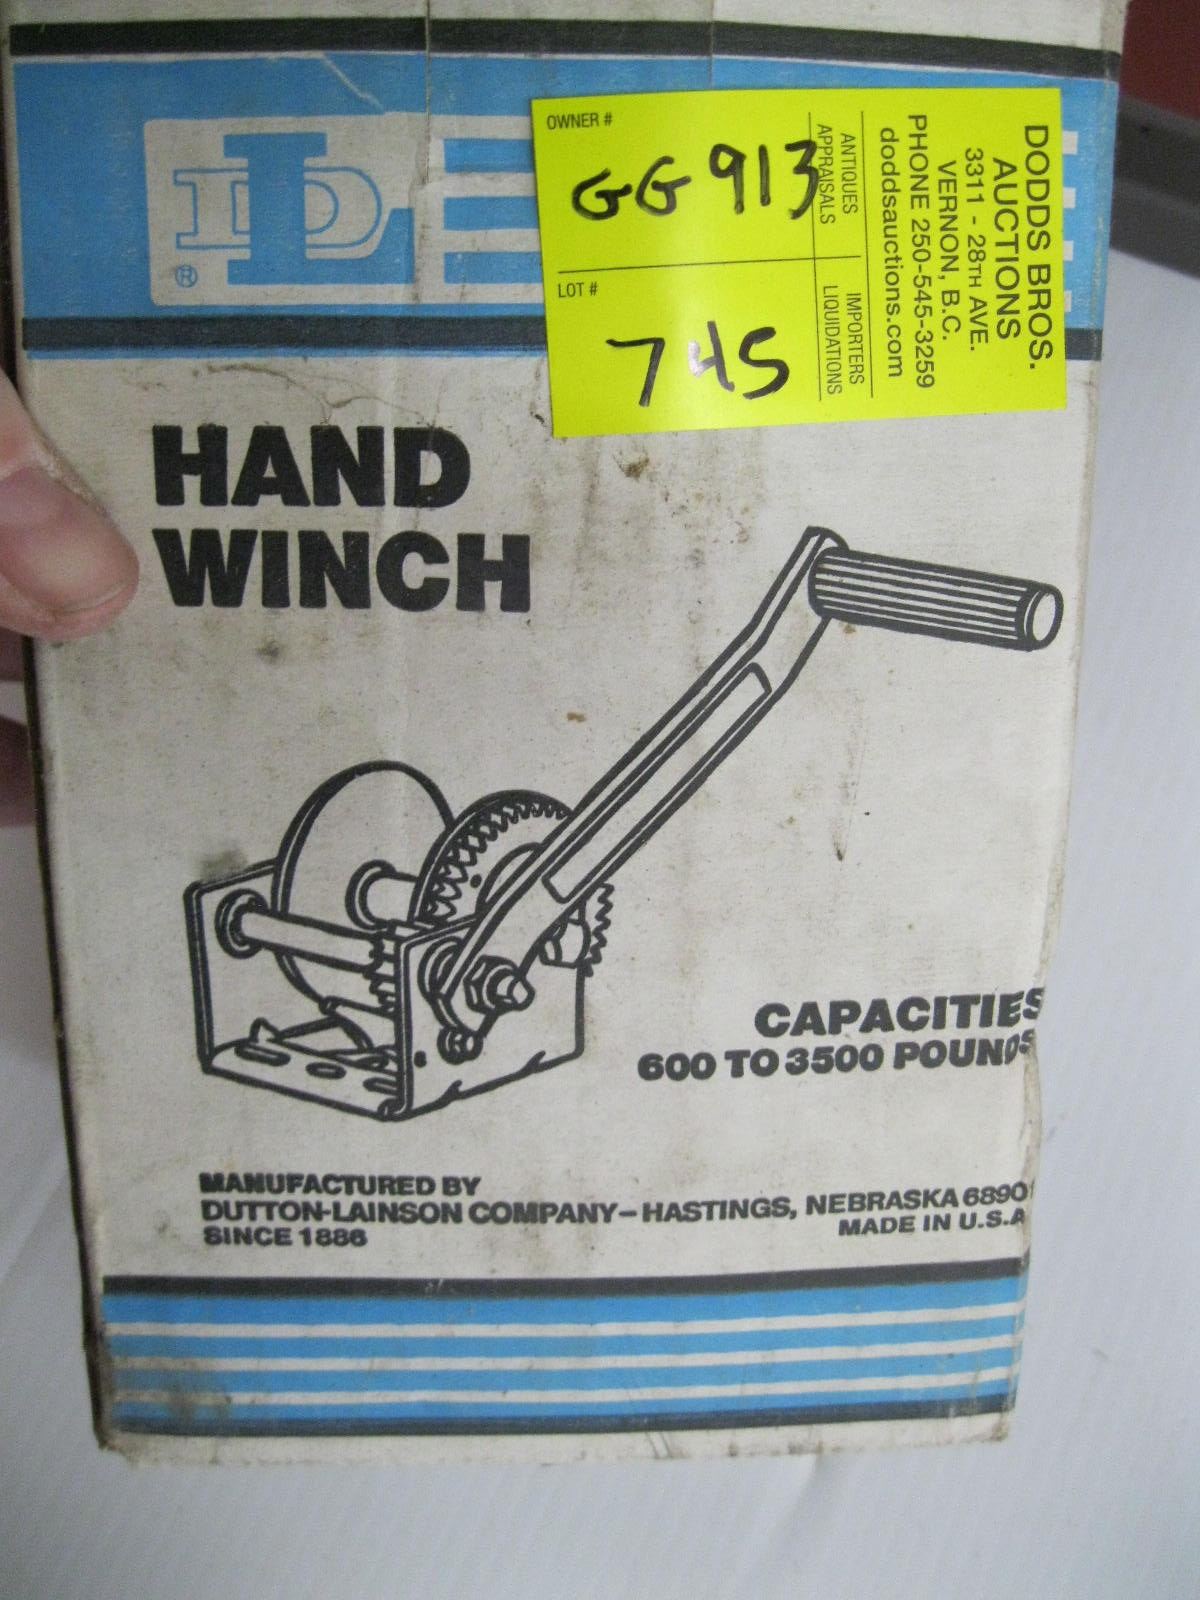 DL
®
OWNER #
GG 913
LOT #
745
ANTIQUES
APPRAISALS
IMPORTERS
LIQUIDATIONS
DODDS BROS.
AUCTIONS
3311 - 28TH AVE.
VERNON, B.C.
PHONE 250-545-3259
doddsauctions.com
HAND
WINCH
CAPACITIES
600 TO 3500 POUNDS
MANUFACTURED BY
DUTTON-LAINSON COMPANY–HASTINGS, NEBRASKA 68901
SINCE 1886
MADE IN U.S.A